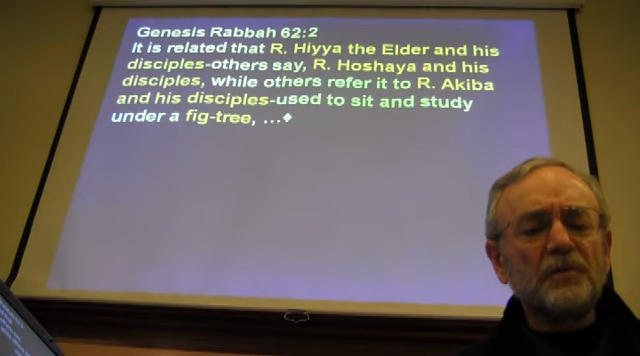 Genesis Rabbah 62:2
It is related that R. Hiyya the Elder and his
disciples-others say, R. Hoshaya and his
disciples, while others refer it to R. Akiba
and his disciples-used to sit and study
under a fig-tree, ...♦